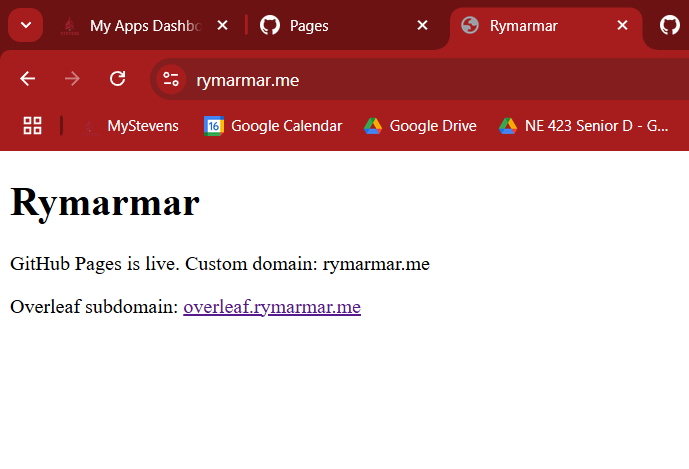 My Apps Dashbo
Pages
Rymarmar
rymarmar.me
MyStevens
16
Google Calendar
Google Drive
NE 423 Senior D - G...
Rymarmar
GitHub Pages is live. Custom domain: rymarmar.me
Overleaf subdomain: overleaf.rymarmar.me